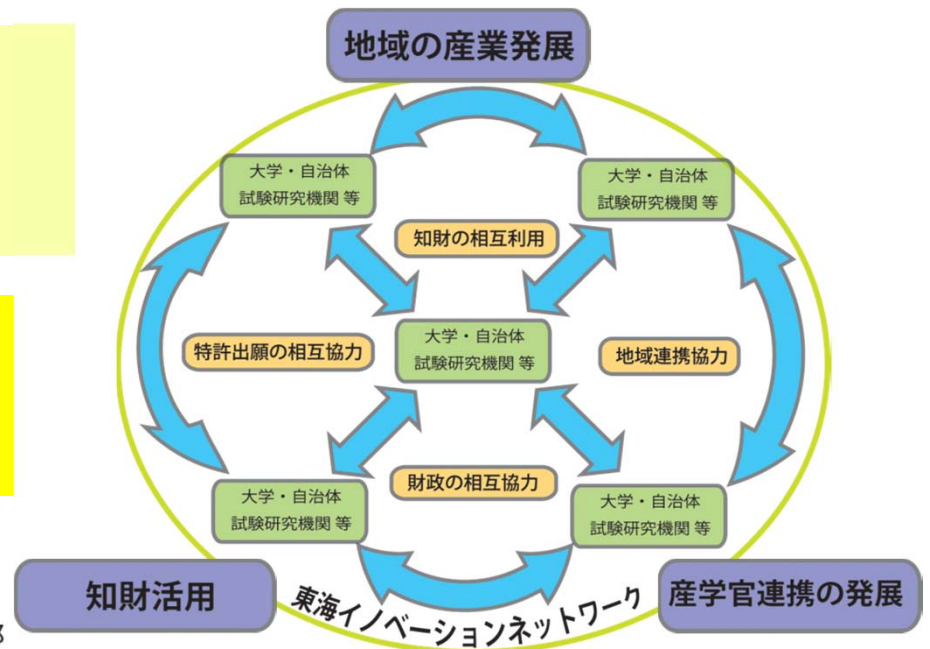 地域の産業発展
大学・自治体
試験研究機関 等
大学・自治体
試験研究機関 等
知財の相互利用
大学・自治体
試験研究機関 等
特許出願の相互協力
地域連携協力
財政の相互協力
大学・自治体
試験研究機関 等
大学・自治体
試験研究機関 等
知財活用
東海イノベーションネットワーク
産学官連携の発展